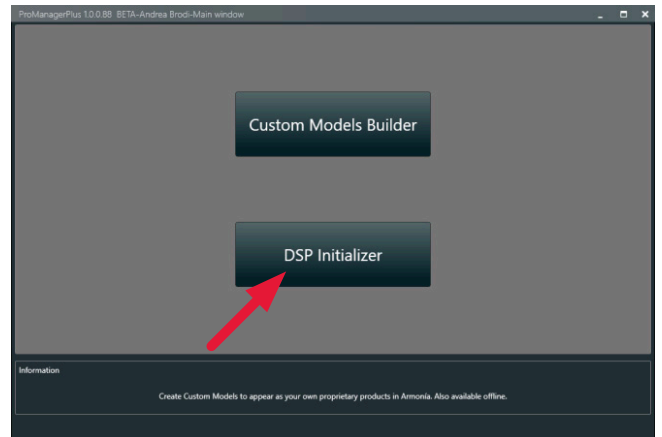 ProManagerPlus 1.0.0.88 BETA-Andrea Brodi-Main window
Custom Models Builder
DSP Initializer
Information
Create Custom Models to appear as your own proprietary products in Armonía. Also available offline.